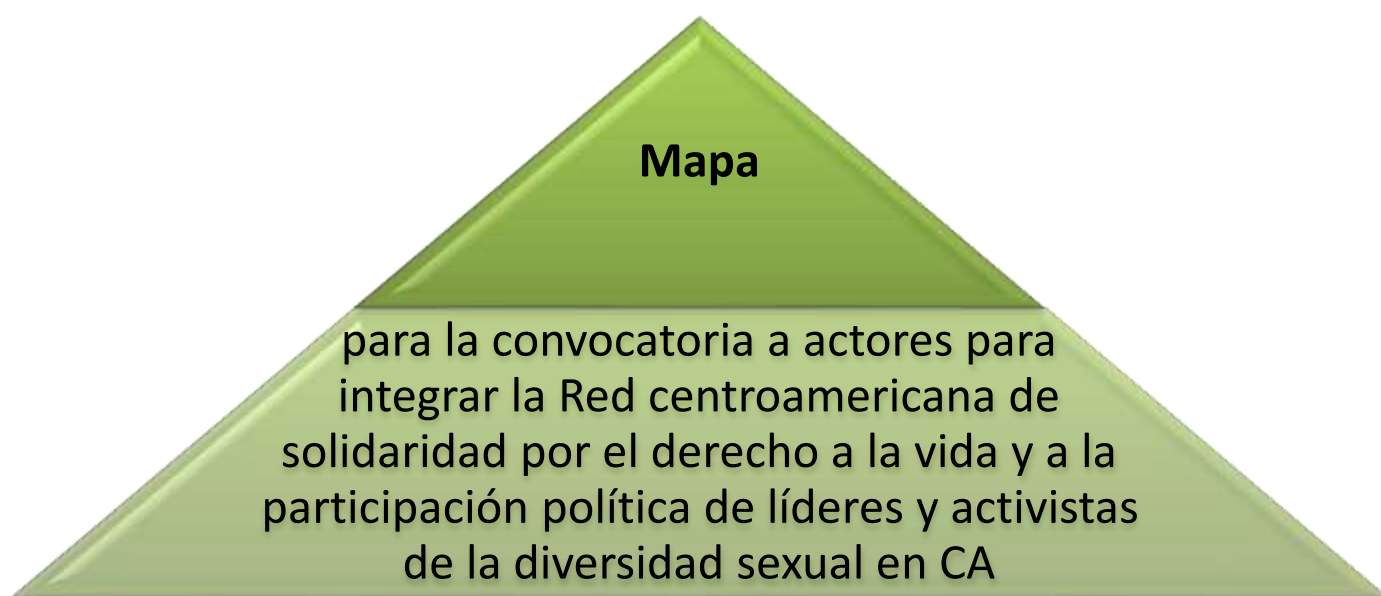 Mapa
para la convocatoria a actores para
integrar la Red centroamericana de
solidaridad por el derecho a la vida y a la
participación política de líderes y activistas
de la diversidad sexual en CA